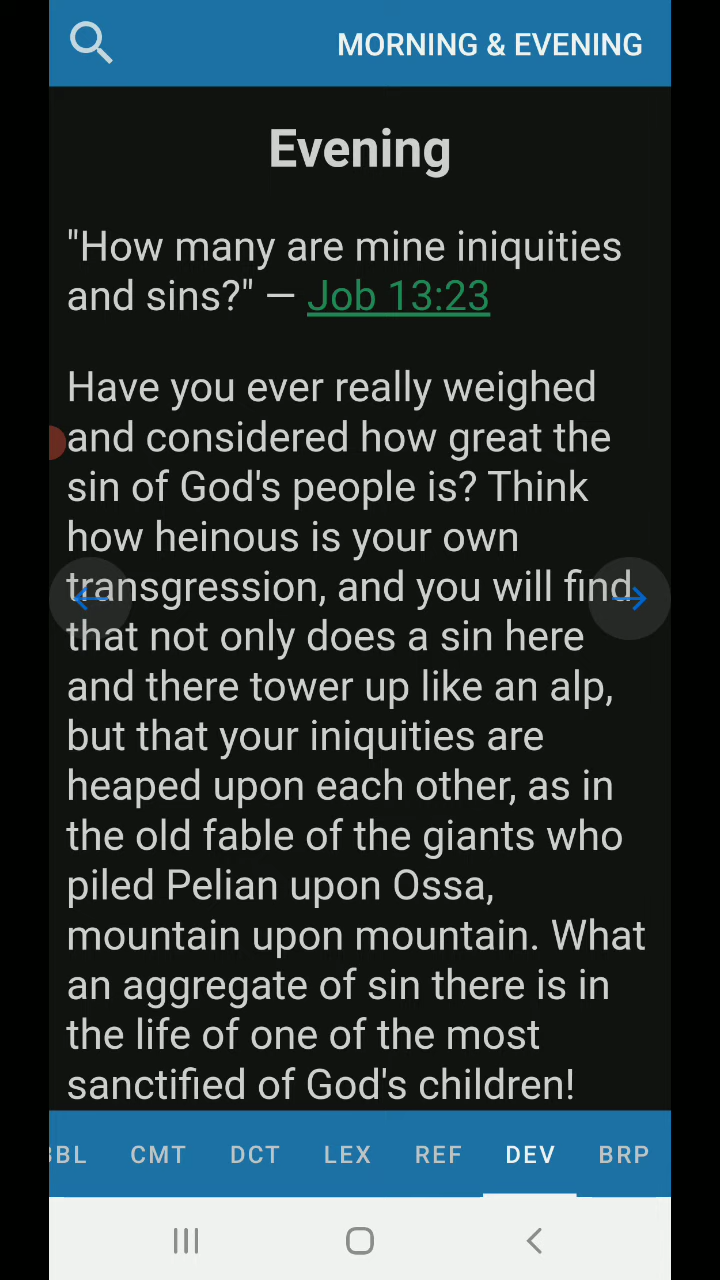 MORNING & EVENING
Evening
"How many are mine iniquities
and sins?" — Job 13:23
Have you ever really weighed
and considered how great the
sin of God's people is? Think
how heinous is your own
transgression, and you will find
that not only does a sin here
and there tower up like an alp,
but that your iniquities are
heaped upon each other, as in
the old fable of the giants who
piled Pelian upon Ossa,
mountain upon mountain. What
an aggregate of sin there is in
the life of one of the most
sanctified of God's children!
BL CMT DCT LEX REF DEV BRP